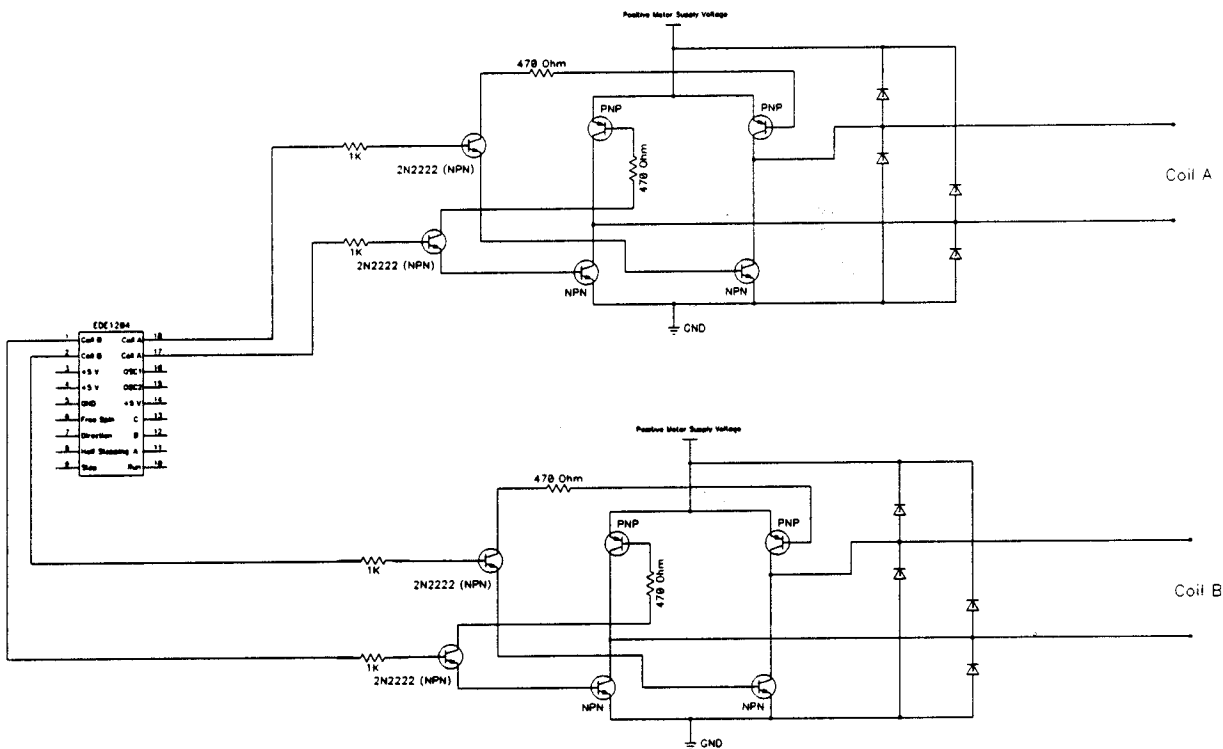 Positive Motor Supply Voltage
470 Ohm
PNP
PNP
1K
2N2222 (NPN)
470 Ohm
Coil A
1K
2N2222 (NPN)
NPN
NPN
GND
EDE1204
1 Coil B Coil A 18
2 Coil B Coil A 17
3 +5 V OSC1 16
4 +5 V OSC2 15
5 GND +5 V 14
6 Free Spin C 13
7 Direction B 12
8 Half Stepping A 11
9 Step Run 10
Positive Motor Supply Voltage
470 Ohm
PNP
PNP
1K
2N2222 (NPN)
470 Ohm
Coil B
1K
2N2222 (NPN)
NPN
NPN
GND